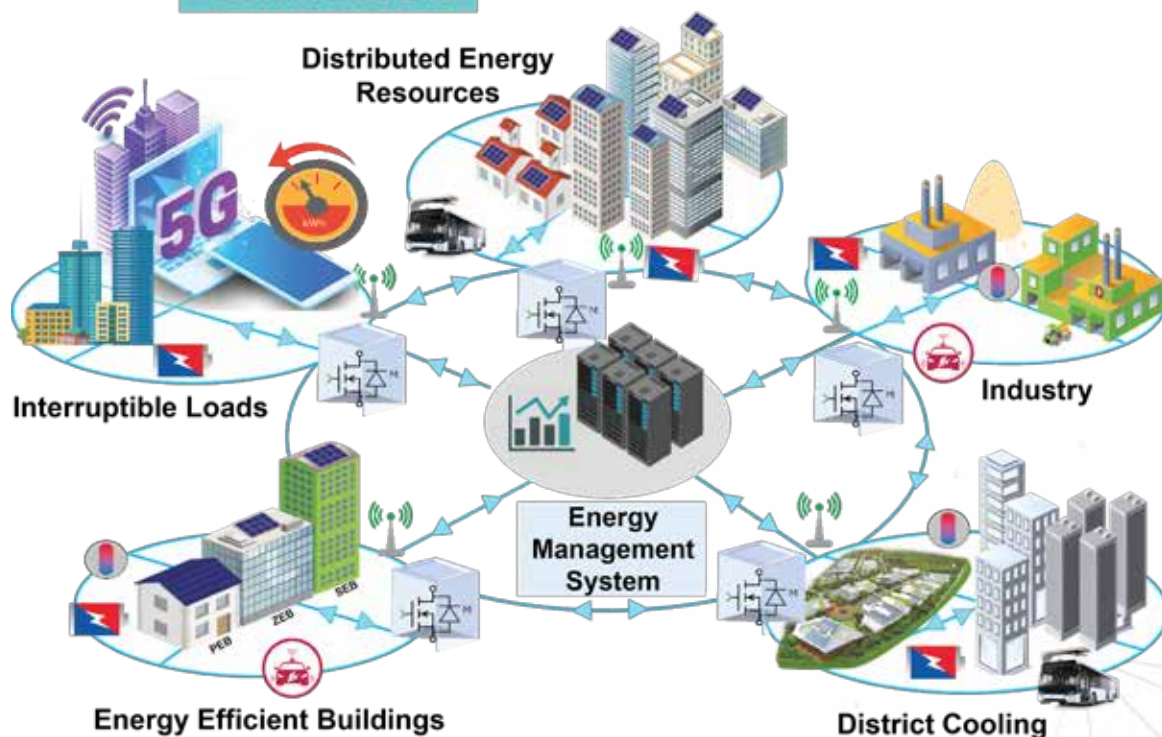 Distributed Energy
Resources
5G
kWh
Interruptible Loads
Industry
Energy
Management
System
SEB
ZEB
PEB
Energy Efficient Buildings
District Cooling